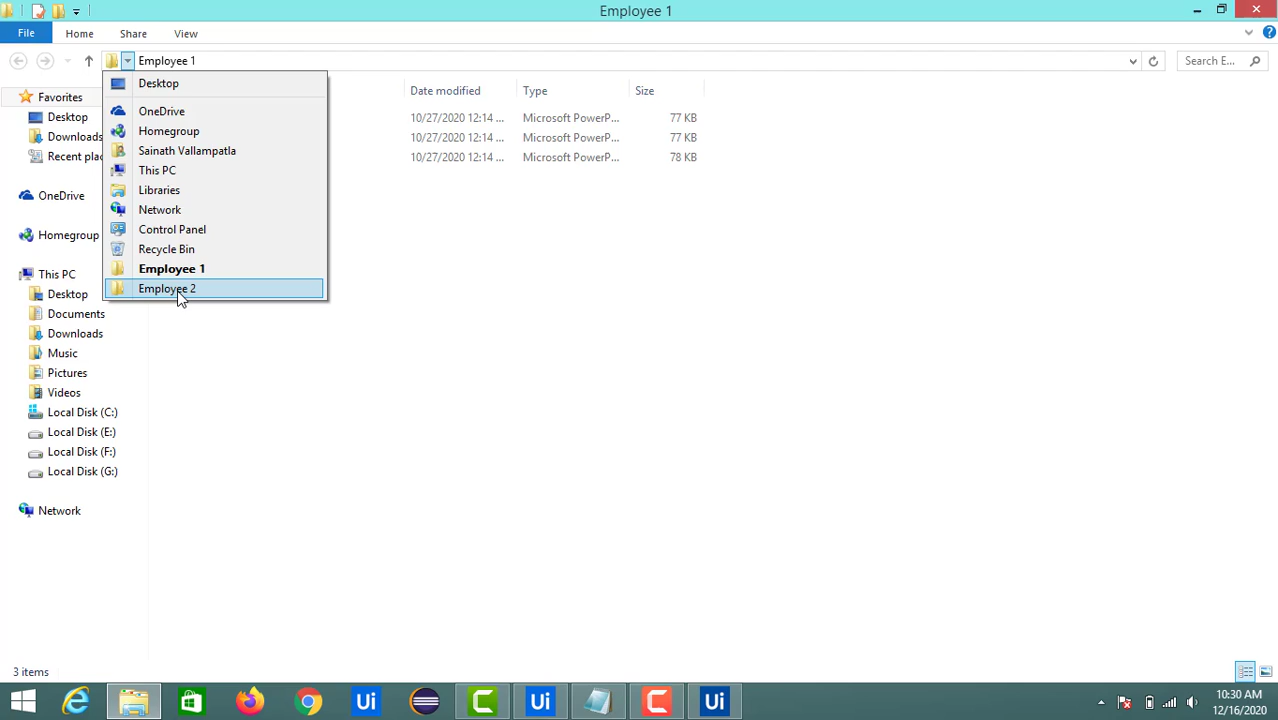 Employee 1
File
Home
Share
View
Employee 1
Search E...
Desktop
OneDrive
Homegroup
Sainath Vallampatla
This PC
Libraries
Network
Control Panel
Recycle Bin
Employee 1
Employee 2
Favorites
Desktop
Downloads
Recent plac
OneDrive
Homegroup
This PC
Desktop
Documents
Downloads
Music
Pictures
Videos
Local Disk (C:)
Local Disk (E:)
Local Disk (F:)
Local Disk (G:)
Network
Date modified Type Size
10/27/2020 12:14 ... Microsoft PowerP... 77 KB
10/27/2020 12:14 ... Microsoft PowerP... 77 KB
10/27/2020 12:14 ... Microsoft PowerP... 78 KB
3 items
Ui
Ui
Ui
10:30 AM
12/16/2020